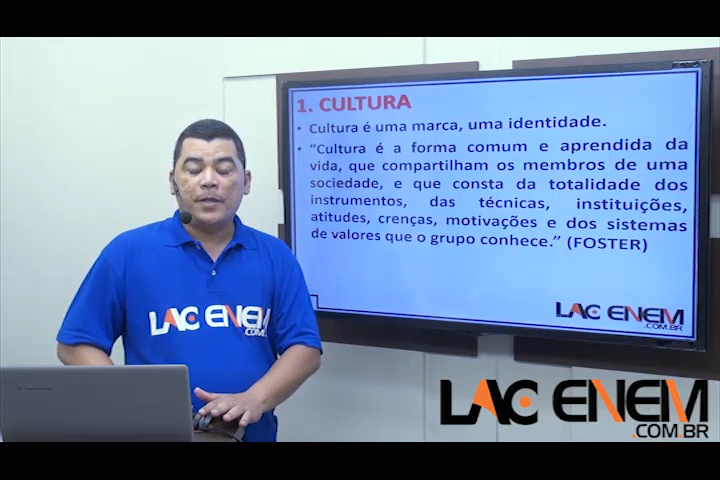 1. CULTURA
• Cultura é uma marca, uma identidade.
• “Cultura é a forma comum e aprendida da
vida, que compartilham os membros de uma
sociedade, e que consta da totalidade dos
instrumentos, das técnicas, instituições,
atitudes, crenças, motivações e dos sistemas
de valores que o grupo conhece.” (FOSTER)
LAC ENEM
.COM.BR
LAC ENEM
.COM.BR
LAC ENEM
.COM.BR